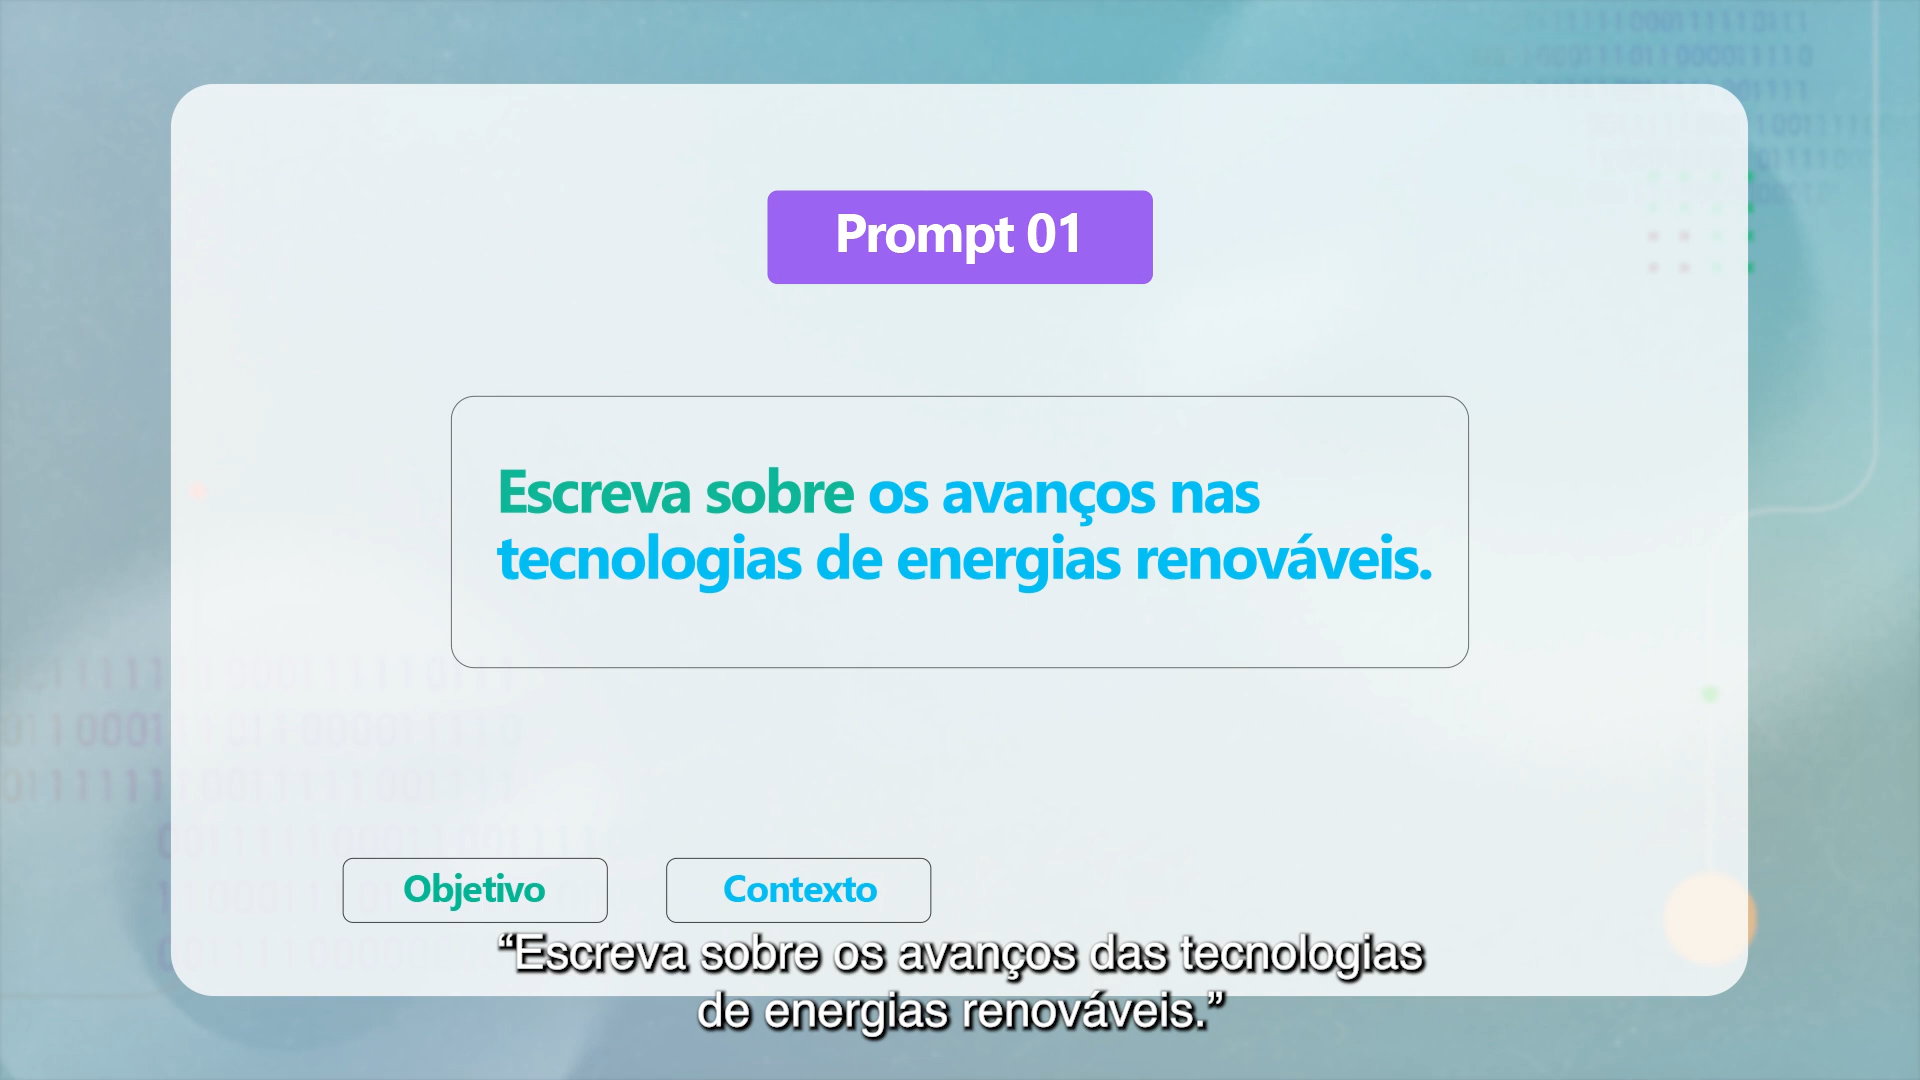 Prompt 01
Escreva sobre os avanços nas
tecnologias de energias renováveis.
Objetivo
Contexto
“Escreva sobre os avanços das tecnologias
de energias renováveis.”